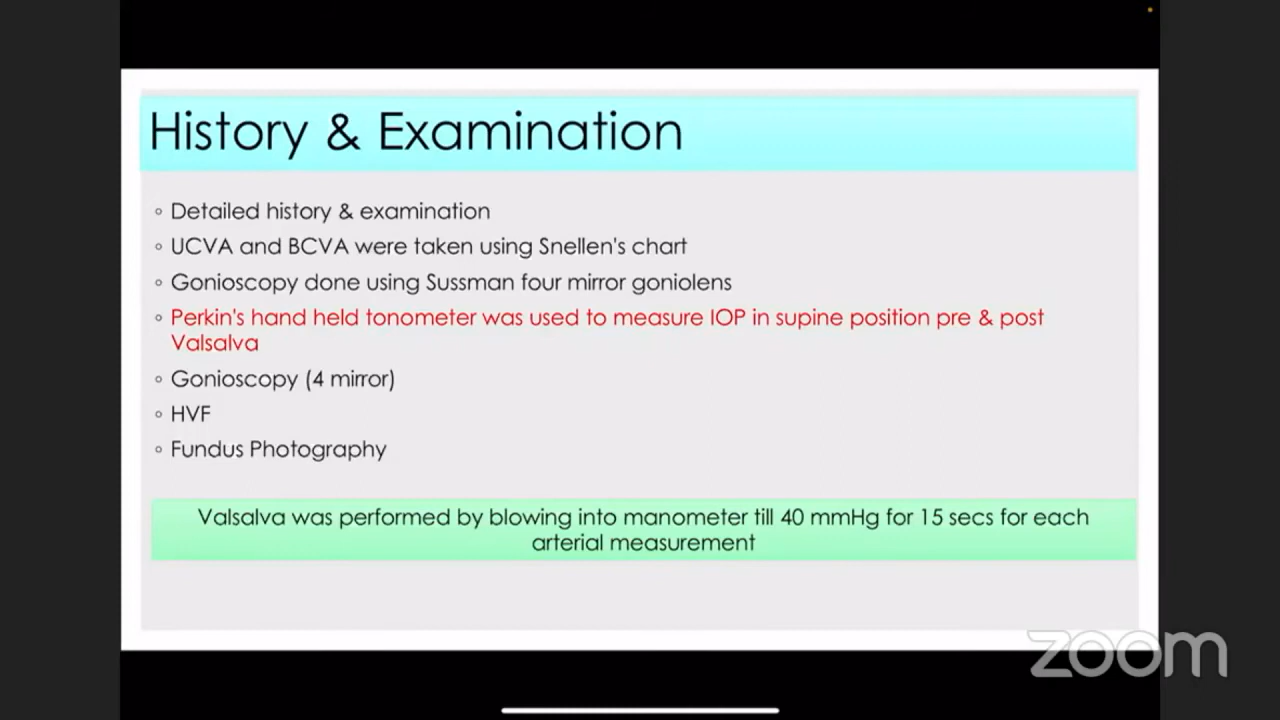 History & Examination
◦ Detailed history & examination
◦ UCVA and BCVA were taken using Snellen's chart
◦ Gonioscopy done using Sussman four mirror goniolens
◦ Perkin's hand held tonometer was used to measure IOP in supine position pre & post
Valsalva
◦ Gonioscopy (4 mirror)
◦ HVF
◦ Fundus Photography
Valsalva was performed by blowing into manometer till 40 mmHg for 15 secs for each
arterial measurement
zoom